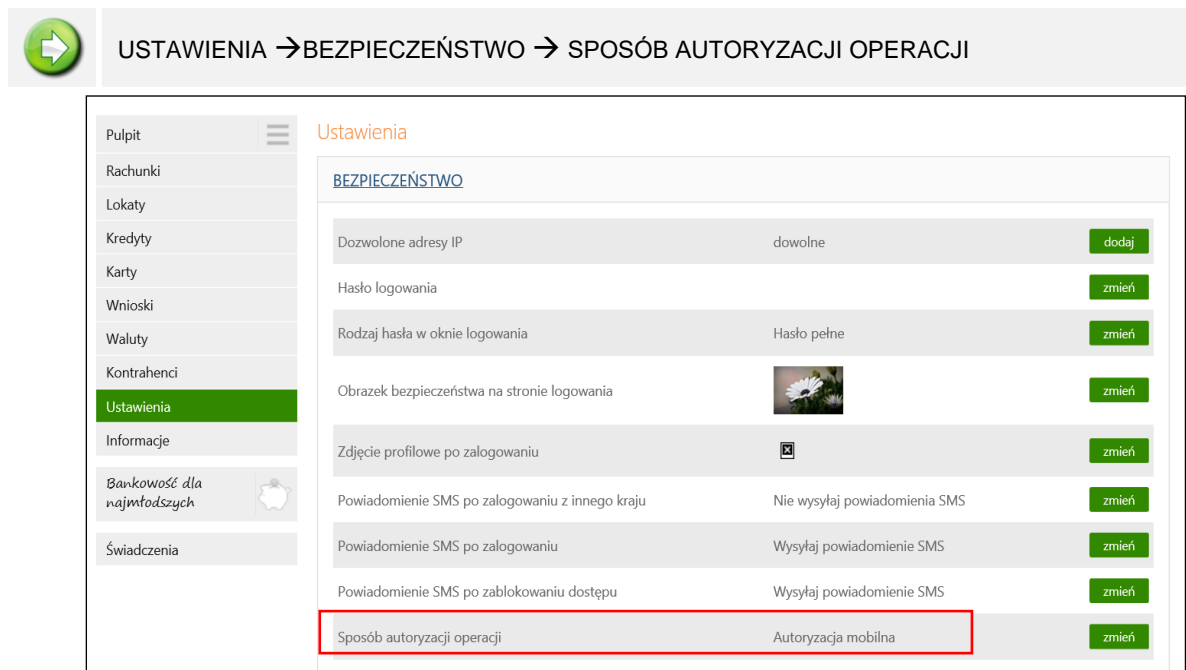 USTAWIENIA →BEZPIECZEŃSTWO → SPOSÓB AUTORYZACJI OPERACJI
Pulpit
Rachunki
Lokaty
Kredyty
Karty
Wnioski
Waluty
Kontrahenci
Ustawienia
Informacje
Bankowość dla
najmłodszych
Świadczenia
Ustawienia
BEZPIECZEŃSTWO
Dozwolone adresy IP dowolne dodaj
Hasło logowania zmień
Rodzaj hasła w oknie logowania Hasło pełne zmień
Obrazek bezpieczeństwa na stronie logowania zmień
Zdjęcie profilowe po zalogowaniu zmień
Powiadomienie SMS po zalogowaniu z innego kraju Nie wysyłaj powiadomienia SMS zmień
Powiadomienie SMS po zalogowaniu Wysyłaj powiadomienie SMS zmień
Powiadomienie SMS po zablokowaniu dostępu Wysyłaj powiadomienie SMS zmień
Sposób autoryzacji operacji Autoryzacja mobilna zmień